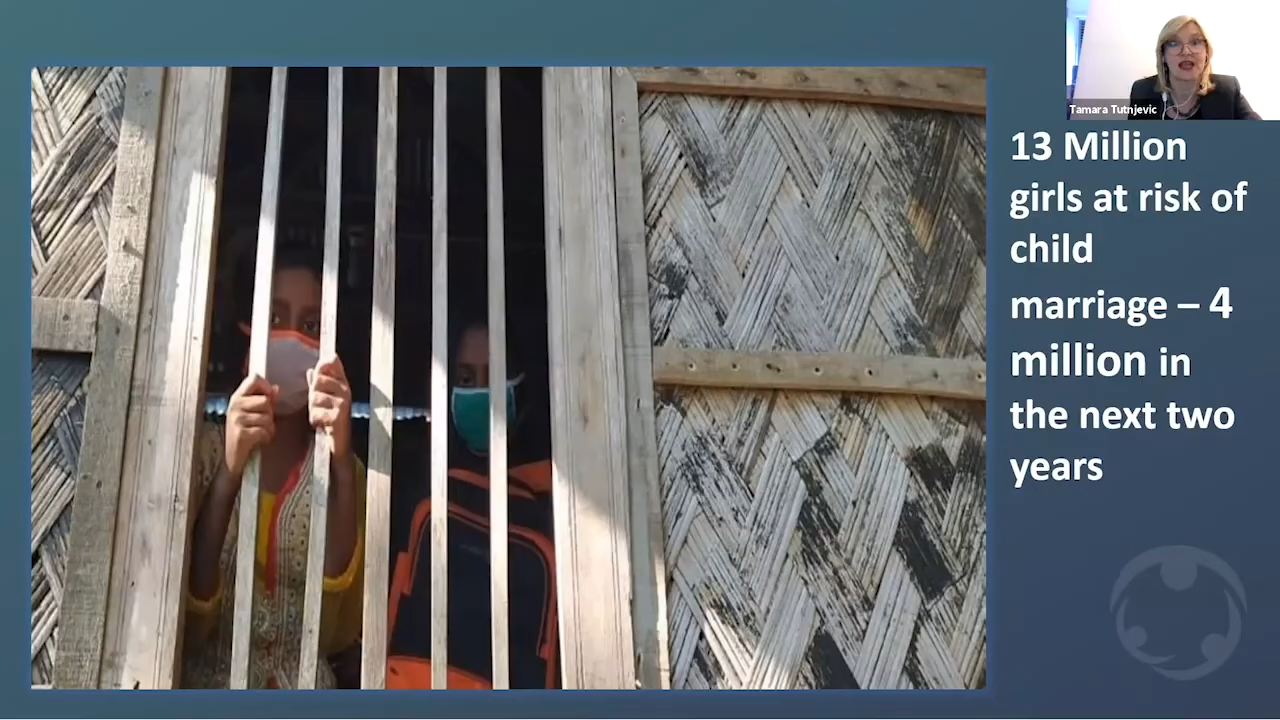 Tamara Tutnjevic
13 Million
girls at risk of
child
marriage – 4
million in
the next two
years